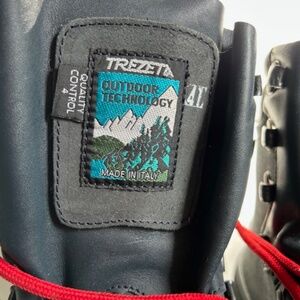 TREZETA
OUTDOOR
TECHNOLOGY
MADE IN ITALY
QUALITY
CONTROL
4